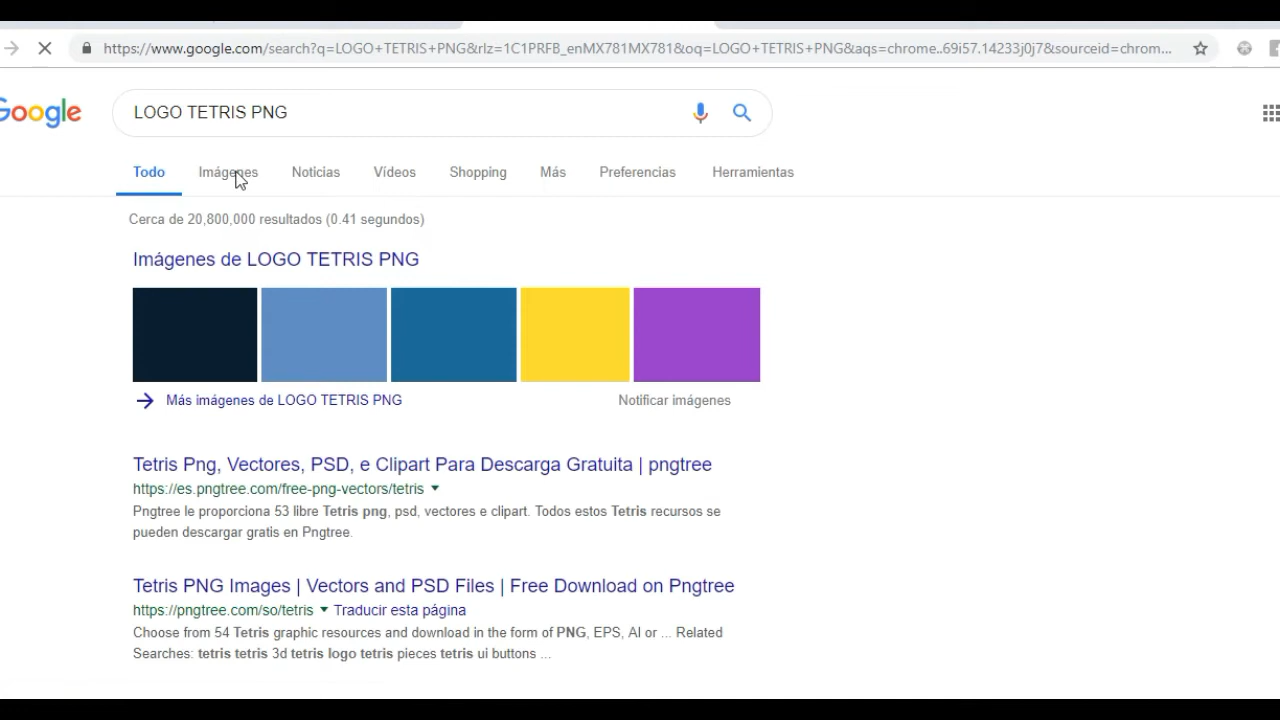 https://www.google.com/search?q=LOGO+TETRIS+PNG&rlz=1C1PRFB_enMX781MX781&oq=LOGO+TETRIS+PNG&aqs=chrome..69i57.14233j0j7&sourceid=chrom...
Google
LOGO TETRIS PNG
Todo Imágenes Noticias Vídeos Shopping Más Preferencias Herramientas
Cerca de 20,800,000 resultados (0.41 segundos)
Imágenes de LOGO TETRIS PNG
Más imágenes de LOGO TETRIS PNG Notificar imágenes
Tetris Png, Vectores, PSD, e Clipart Para Descarga Gratuita | pngtree
https://es.pngtree.com/free-png-vectors/tetris
Pngtree le proporciona 53 libre Tetris png, psd, vectores e clipart. Todos estos Tetris recursos se
pueden descargar gratis en Pngtree.
Tetris PNG Images | Vectors and PSD Files | Free Download on Pngtree
https://pngtree.com/so/tetris Traducir esta página
Choose from 54 Tetris graphic resources and download in the form of PNG, EPS, AI or ... Related
Searches: tetris tetris 3d tetris logo tetris pieces tetris ui buttons ...